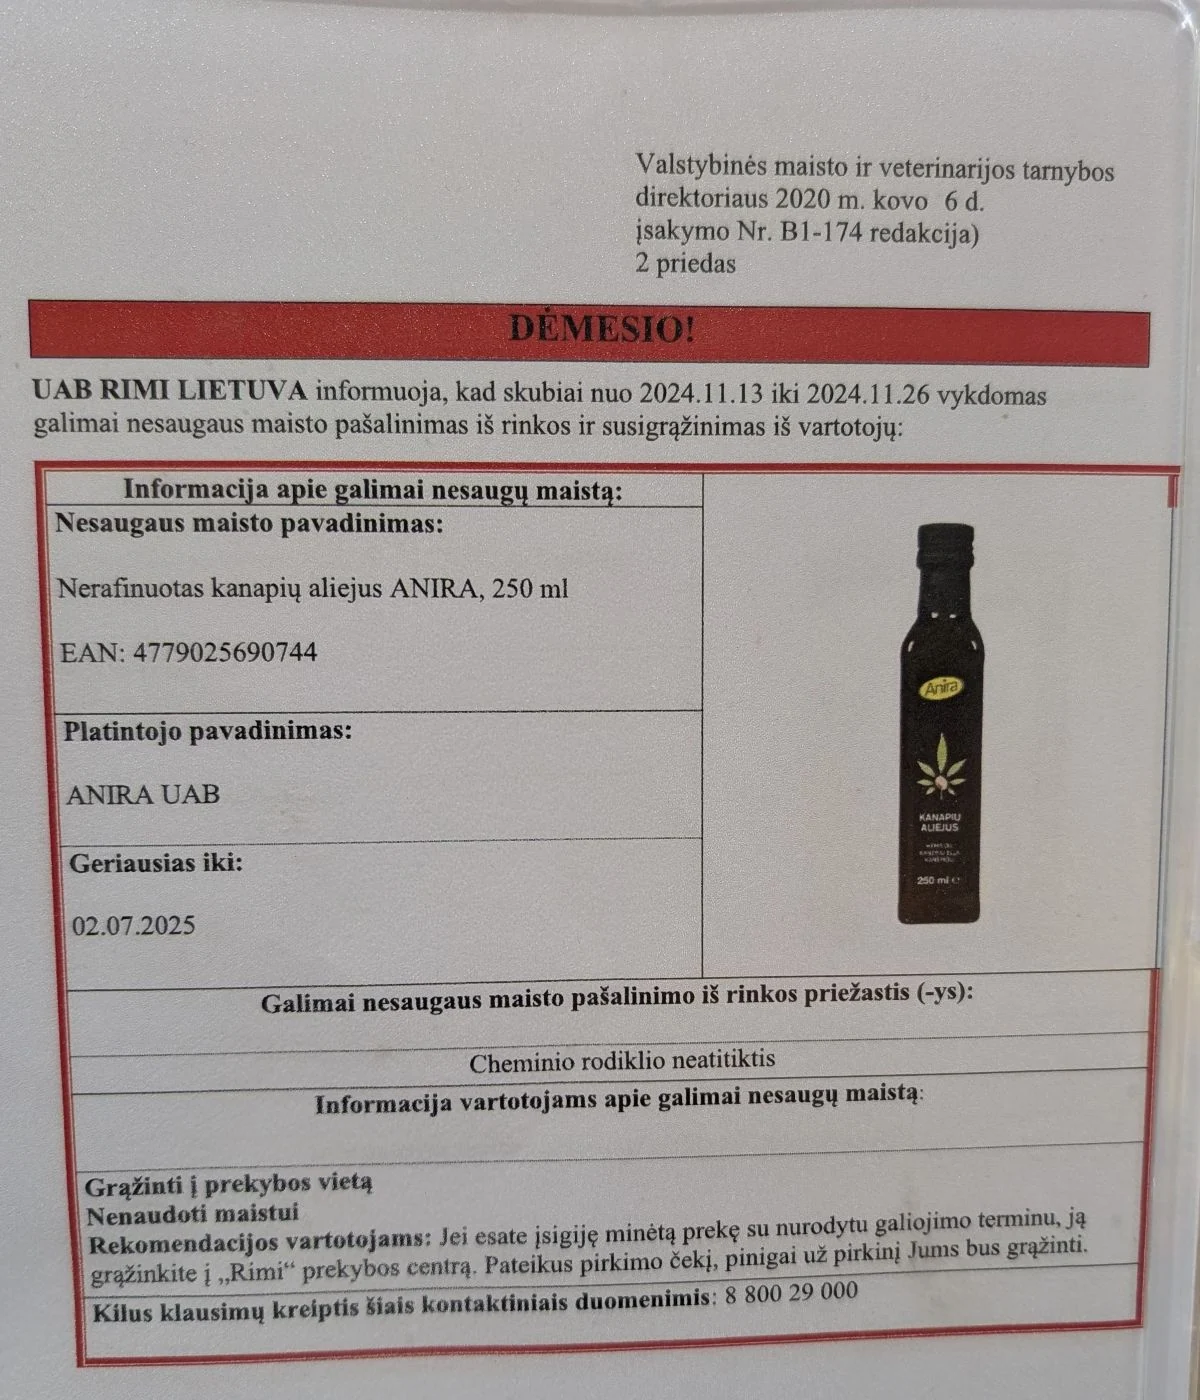 Valstybinės maisto ir veterinarijos tarnybos
direktoriaus 2020 m. kovo 6 d.
įsakymo Nr. B1-174 redakcija)
2 priedas
DĖMESIO!
UAB RIMI LIETUVA informuoja, kad skubiai nuo 2024.11.13 iki 2024.11.26 vykdomas
galimai nesaugaus maisto pašalinimas iš rinkos ir susigrąžinimas iš vartotojų:
Informacija apie galimai nesaugų maistą:
Nesaugaus maisto pavadinimas:
Nerafinuotas kanapių aliejus ANIRA, 250 ml
EAN: 4779025690744
Platintojo pavadinimas:
ANIRA UAB
Geriausias iki:
02.07.2025
Anira
KANAPIŲ
ALIEJUS
250 ml e
Galimai nesaugaus maisto pašalinimo iš rinkos priežastis (-ys):
Cheminio rodiklio neatitiktis
Informacija vartotojams apie galimai nesaugų maistą:
Grąžinti į prekybos vietą
Nenaudoti maistui
Rekomendacijos vartotojams: Jei esate įsigiję minėtą prekę su nurodytu galiojimo terminu, ją
grąžinkite į „Rimi“ prekybos centrą. Pateikus pirkimo čekį, pinigai už pirkinį Jums bus grąžinti.
Kilus klausimų kreiptis šiais kontaktiniais duomenimis: 8 800 29 000